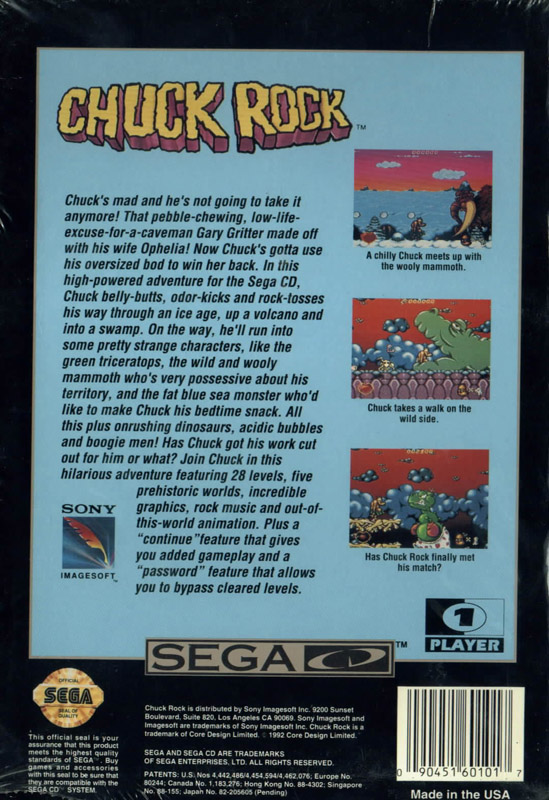 CHUCK ROCK™
Chuck's mad and he's not going to take it
anymore! That pebble-chewing, low-life-
excuse-for-a-caveman Gary Gritter made off
with his wife Ophelia! Now Chuck's gotta use
his oversized bod to win her back. In this
high-powered adventure for the Sega CD,
Chuck belly-butts, odor-kicks and rock-tosses
his way through an ice age, up a volcano and
into a swamp. On the way, he'll run into
some pretty strange characters, like the
green triceratops, the wild and wooly
mammoth who's very possessive about his
territory, and the fat blue sea monster who'd
like to make Chuck his bedtime snack. All
this plus onrushing dinosaurs, acidic bubbles
and boogie men! Has Chuck got his work cut
out for him or what? Join Chuck in this
hilarious adventure featuring 28 levels, five
prehistoric worlds, incredible
graphics, rock music and out-of-
this-world animation. Plus a
"continue"feature that gives
you added gameplay and a
"password" feature that allows
you to bypass cleared levels.
A chilly Chuck meets up with
the wooly mammoth.
Chuck takes a walk on the
wild side.
Has Chuck Rock finally met
his match?
SONY
IMAGESOFT™
1
PLAYER
SEGA CD™
OFFICIAL
SEGA
SEAL OF
QUALITY
This official seal is your
assurance that this product
meets the highest quality
standards of SEGA™. Buy
games and accessories
with this seal to be sure that
they are compatible with the
SEGA CD™ SYSTEM.
Chuck Rock is distributed by Sony Imagesoft Inc. 9200 Sunset
Boulevard, Suite 820, Los Angeles CA 90069. Sony Imagesoft and
Imagesoft are trademarks of Sony Imagesoft Inc. Chuck Rock is a
trademark of Core Design Limited. © 1992 Core Design Limited.
SEGA AND SEGA CD ARE TRADEMARKS
OF SEGA ENTERPRISES, LTD. ALL RIGHTS RESERVED.
PATENTS: U.S. Nos 4,442,486/4,454,594/4,462,076; Europe No.
80244; Canada No. 1,183,276; Hong Kong No. 88-4302; Singapore
No. 88-155; Japan No. 82-205605 (Pending)
0 90451 60101 7
Made in the USA